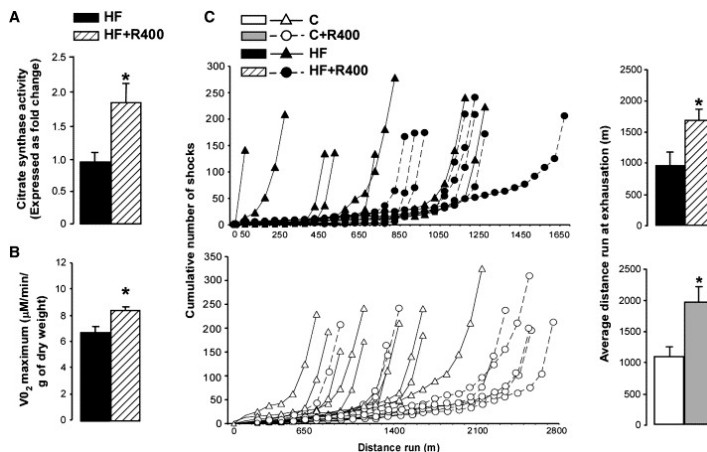 A
HF
HF+R400
Citrate synthase activity
(Expressed as fold change)
2.5
2.0
1.5
1.0
0.5
0
*
B
V0₂ maximum (µM/min/
g of dry weight)
12
10
8
6
4
2
0
*
C
C
C+R400
HF
HF+R400
Cumulative number of shocks
300
250
200
150
100
50
0
0 50 250 450 650 850 1050 1250 1450 1650
350
300
250
200
150
100
50
0
0 650 1400 2100 2800
Distance run (m)
Average distance run at exhausation (m)
2500
2000
1500
1000
500
0
*
2500
2000
1500
1000
500
0
*